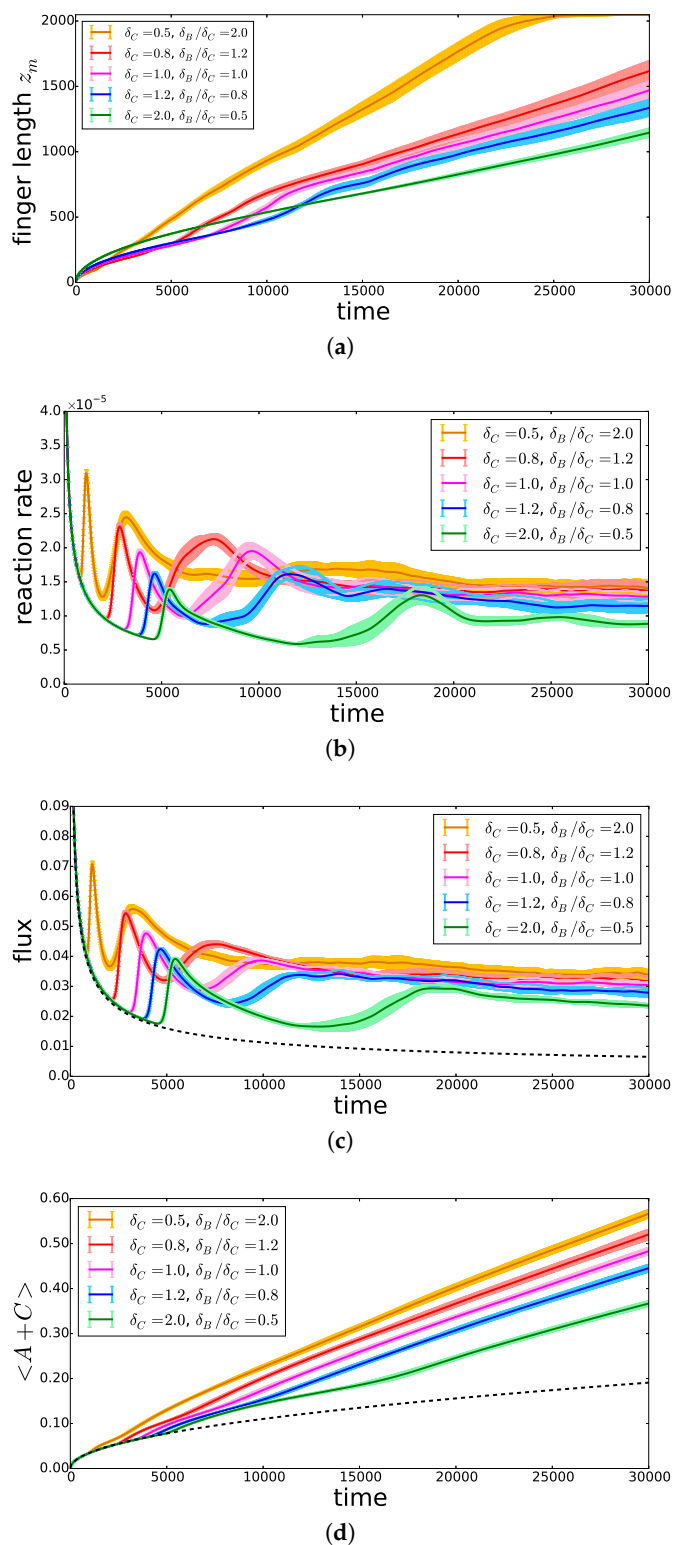 2000
1500
1000
500
0
finger length z_m
δ_C =0.5, δ_B/δ_C =2.0
δ_C =0.8, δ_B/δ_C =1.2
δ_C =1.0, δ_B/δ_C =1.0
δ_C =1.2, δ_B/δ_C =0.8
δ_C =2.0, δ_B/δ_C =0.5
0 5000 10000 15000 20000 25000 30000
time
(a)
×10⁻⁵
4.0
3.5
3.0
2.5
2.0
1.5
1.0
0.5
0.0
reaction rate
δ_C =0.5, δ_B/δ_C =2.0
δ_C =0.8, δ_B/δ_C =1.2
δ_C =1.0, δ_B/δ_C =1.0
δ_C =1.2, δ_B/δ_C =0.8
δ_C =2.0, δ_B/δ_C =0.5
0 5000 10000 15000 20000 25000 30000
time
(b)
0.09
0.08
0.07
0.06
0.05
0.04
0.03
0.02
0.01
0.0
flux
δ_C =0.5, δ_B/δ_C =2.0
δ_C =0.8, δ_B/δ_C =1.2
δ_C =1.0, δ_B/δ_C =1.0
δ_C =1.2, δ_B/δ_C =0.8
δ_C =2.0, δ_B/δ_C =0.5
0 5000 10000 15000 20000 25000 30000
time
(c)
0.60
0.50
0.40
0.30
0.20
0.10
0.00
<A + C>
δ_C =0.5, δ_B/δ_C =2.0
δ_C =0.8, δ_B/δ_C =1.2
δ_C =1.0, δ_B/δ_C =1.0
δ_C =1.2, δ_B/δ_C =0.8
δ_C =2.0, δ_B/δ_C =0.5
0 5000 10000 15000 20000 25000 30000
time
(d)